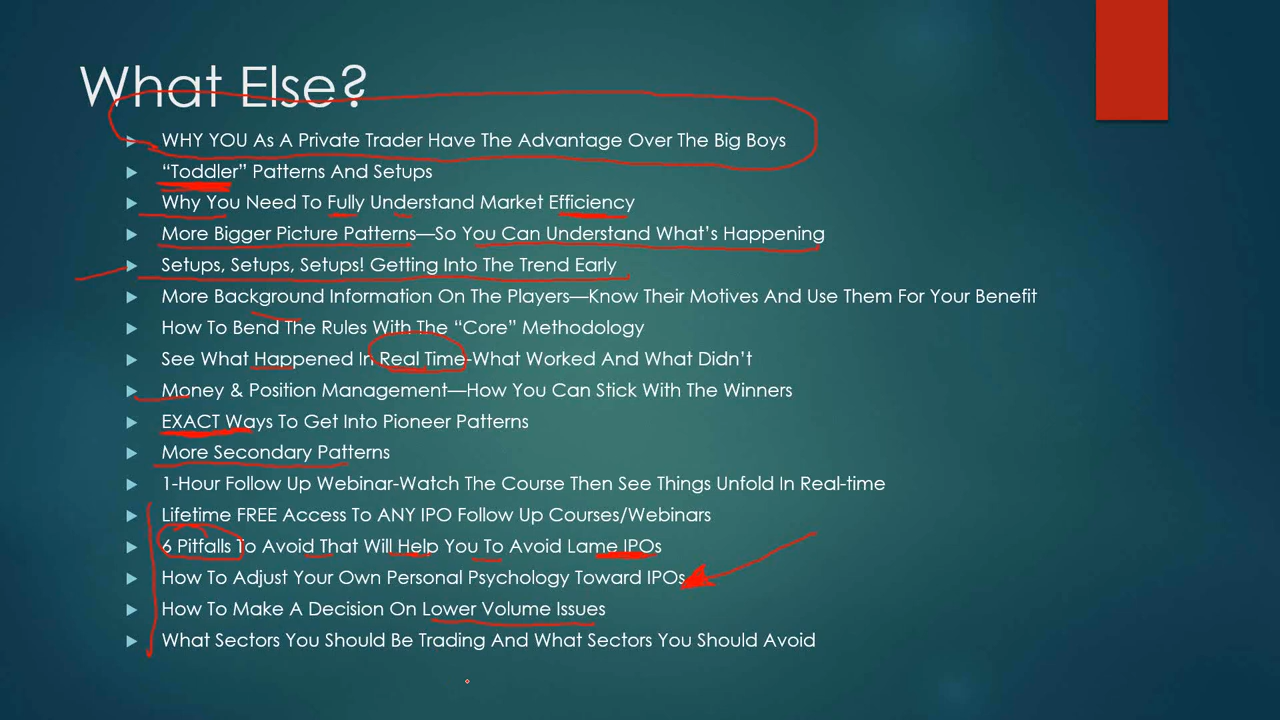 What Else?
WHY YOU As A Private Trader Have The Advantage Over The Big Boys
“Toddler” Patterns And Setups
Why You Need To Fully Understand Market Efficiency
More Bigger Picture Patterns—So You Can Understand What’s Happening
Setups, Setups, Setups! Getting Into The Trend Early
More Background Information On The Players—Know Their Motives And Use Them For Your Benefit
How To Bend The Rules With The “Core” Methodology
See What Happened In Real Time-What Worked And What Didn’t
Money & Position Management—How You Can Stick With The Winners
EXACT Ways To Get Into Pioneer Patterns
More Secondary Patterns
1-Hour Follow Up Webinar-Watch The Course Then See Things Unfold In Real-time
Lifetime FREE Access To ANY IPO Follow Up Courses/Webinars
6 Pitfalls To Avoid That Will Help You To Avoid Lame IPOs
How To Adjust Your Own Personal Psychology Toward IPOs
How To Make A Decision On Lower Volume Issues
What Sectors You Should Be Trading And What Sectors You Should Avoid